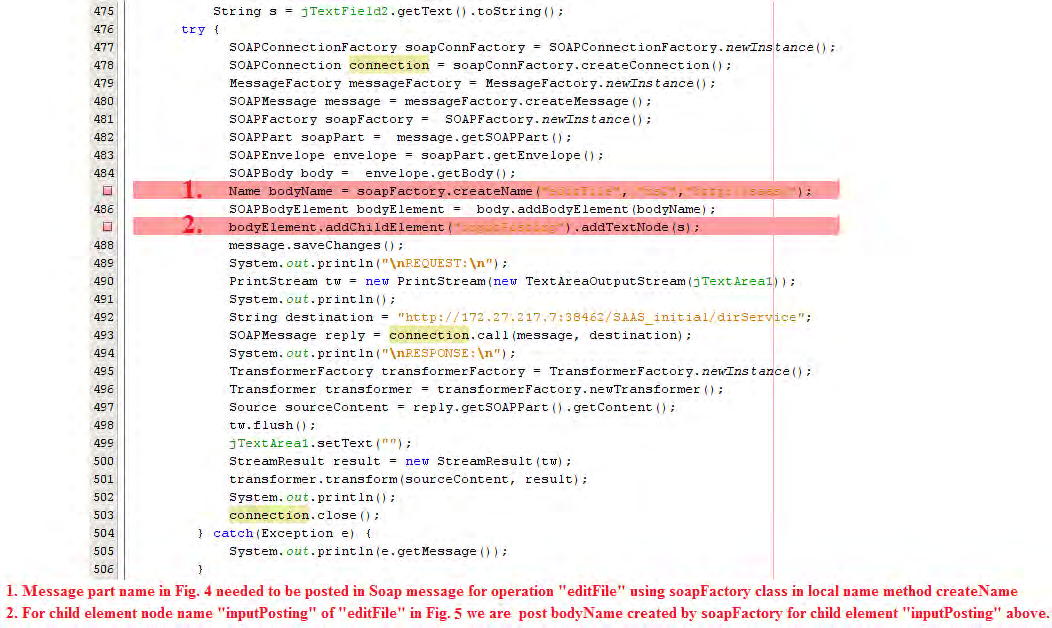 475 String s = jTextField2.getText().toString();
476 try {
477 SOAPConnectionFactory soapConnFactory = SOAPConnectionFactory.newInstance();
478 SOAPConnection connection = soapConnFactory.createConnection();
479 MessageFactory messageFactory = MessageFactory.newInstance();
480 SOAPMessage message = messageFactory.createMessage();
481 SOAPFactory soapFactory = SOAPFactory.newInstance();
482 SOAPPart soapPart = message.getSOAPPart();
483 SOAPEnvelope envelope = soapPart.getEnvelope();
484 SOAPBody body = envelope.getBody();
1. Name bodyName = soapFactory.createName("editFile", );
486 SOAPBodyElement bodyElement = body.addBodyElement(bodyName);
2. bodyElement.addChildElement("inputPosting").addTextNode(s);
488 message.saveChanges();
489 System.out.println("\nREQUEST:\n");
490 PrintStream tw = new PrintStream(new TextAreaOutputStream(jTextArea1));
491 System.out.println();
492 String destination = "http://172.27.217.7:38462/SAAS_initial/dirService";
493 SOAPMessage reply = connection.call(message, destination);
494 System.out.println("\nRESPONSE:\n");
495 TransformerFactory transformerFactory = TransformerFactory.newInstance();
496 Transformer transformer = transformerFactory.newTransformer();
497 Source sourceContent = reply.getSOAPPart().getContent();
498 tw.flush();
499 jTextArea1.setText("");
500 StreamResult result = new StreamResult(tw);
501 transformer.transform(sourceContent, result);
502 System.out.println();
503 connection.close();
504 } catch(Exception e) {
505 System.out.println(e.getMessage());
506 }
1. Message part name in Fig. 4 needed to be posted in Soap message for operation "editFile" using soapFactory class in local name method createName
2. For child element node name "inputPosting" of "editFile" in Fig. 5 we are post bodyName created by soapFactory for child element "inputPosting" above.